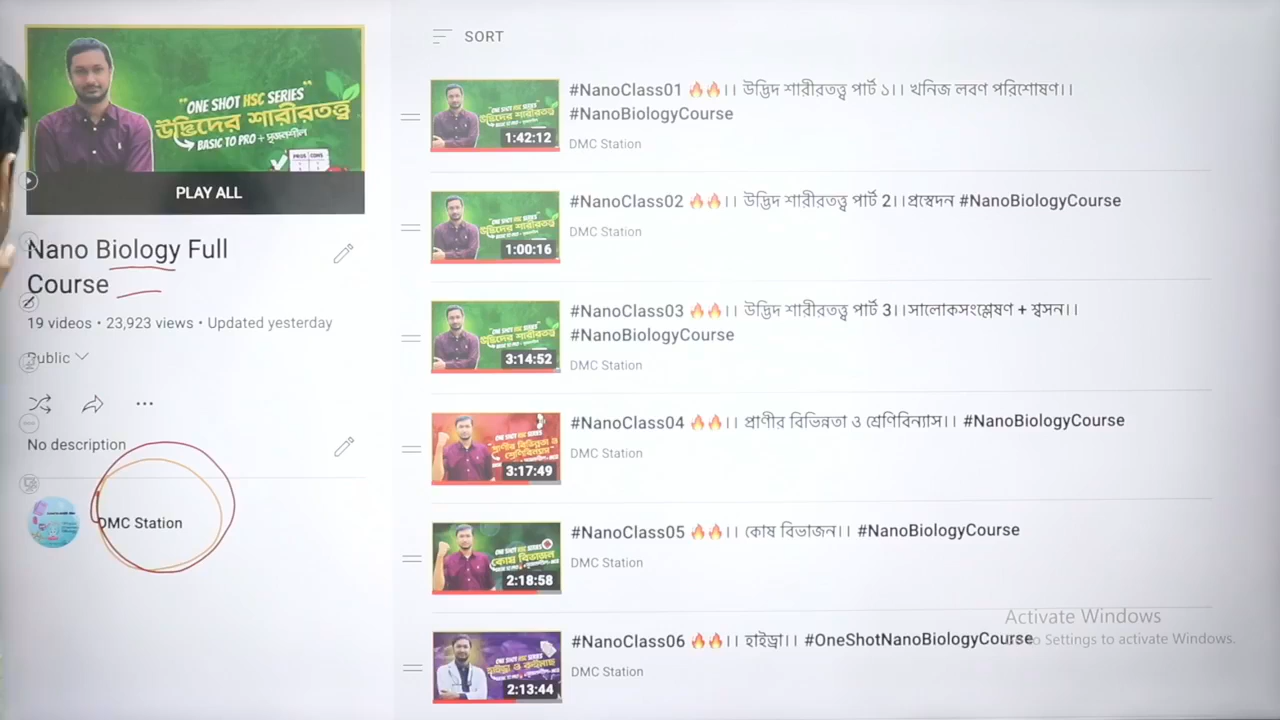 "ONE SHOT HSC SERIES"
উদ্ভিদের শারীরতত্ত্ব
BASIC TO PRO + সৃজনশীল
PROS CONS
PLAY ALL
Nano Biology Full
Course
19 videos • 23,923 views • Updated yesterday
Public
No description
DMC Station
SORT
#NanoClass01 🔥🔥।। উদ্ভিদ শারীরতত্ত্ব পার্ট ১।। খনিজ লবণ পরিশোষণ।।
#NanoBiologyCourse
DMC Station
1:42:12
#NanoClass02 🔥🔥।। উদ্ভিদ শারীরতত্ত্ব পার্ট 2।।প্রস্বেদন #NanoBiologyCourse
DMC Station
1:00:16
#NanoClass03 🔥🔥।। উদ্ভিদ শারীরতত্ত্ব পার্ট 3।।সালোকসংশ্লেষণ + শ্বসন।।
#NanoBiologyCourse
DMC Station
3:14:52
#NanoClass04 🔥🔥।। প্রাণীর বিভিন্নতা ও শ্রেণিবিন্যাস।। #NanoBiologyCourse
DMC Station
3:17:49
#NanoClass05 🔥🔥।। কোষ বিভাজন।। #NanoBiologyCourse
DMC Station
2:18:58
#NanoClass06 🔥🔥।। হাইড্রা।। #OneShotNanoBiologyCourse
DMC Station
2:13:44
Activate Windows
to Settings to activate Windows.